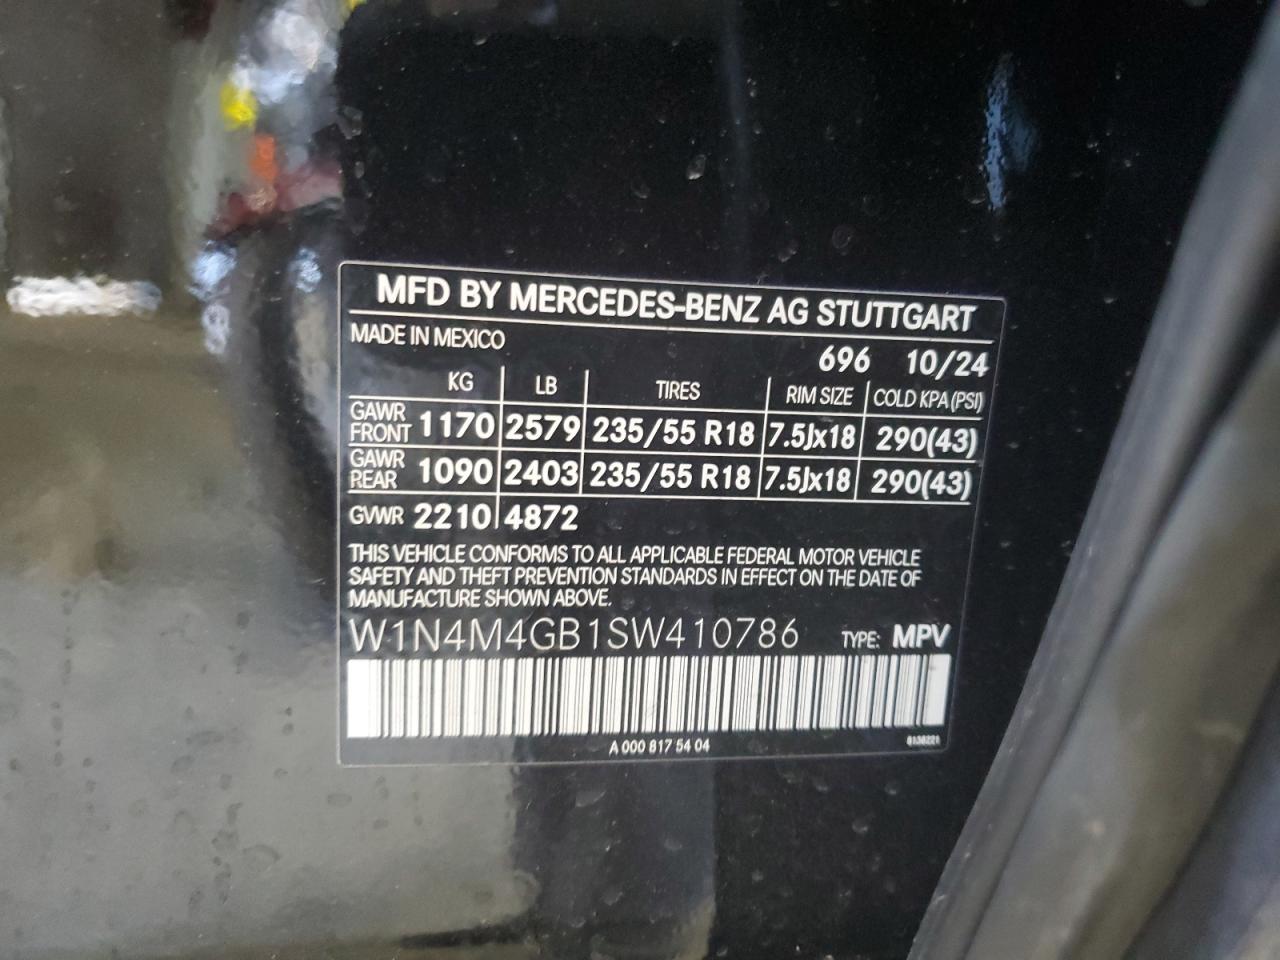 MFD BY MERCEDES-BENZ AG STUTTGART
MADE IN MEXICO
696 10/24
KG LB TIRES RIM SIZE COLD KPA (PSI)
GAWR FRONT 1170 2579 235/55 R18 7.5Jx18 290(43)
GAWR REAR 1090 2403 235/55 R18 7.5Jx18 290(43)
GVWR 2210 4872
THIS VEHICLE CONFORMS TO ALL APPLICABLE FEDERAL MOTOR VEHICLE
SAFETY AND THEFT PREVENTION STANDARDS IN EFFECT ON THE DATE OF
MANUFACTURE SHOWN ABOVE.
W1N4M4GB1SW410786 TYPE: MPV
A 000 817 54 04